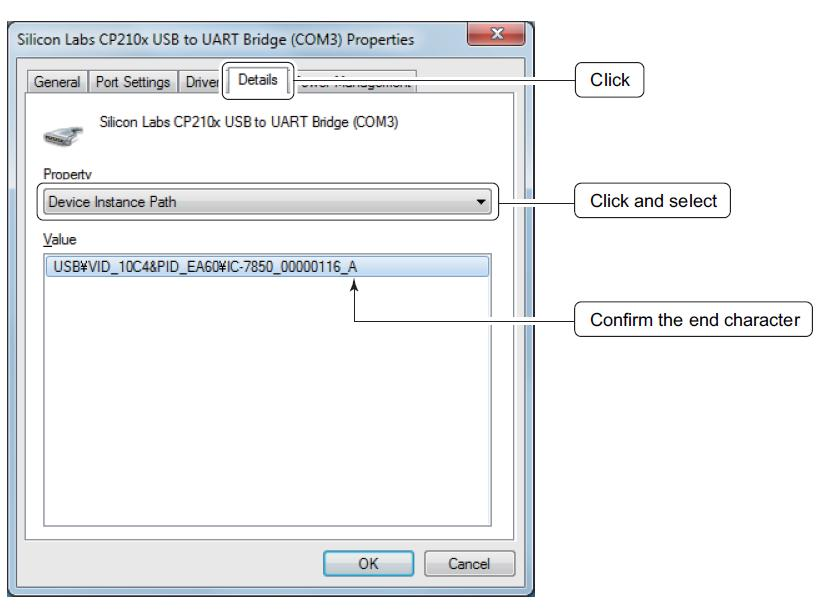 Silicon Labs CP210x USB to UART Bridge (COM3) Properties
General Port Settings Driver Details Power Management
Click
Silicon Labs CP210x USB to UART Bridge (COM3)
Property
Device Instance Path
Click and select
Value
USB¥VID_10C4&PID_EA60¥IC-7850_00000116_A
Confirm the end character
OK Cancel